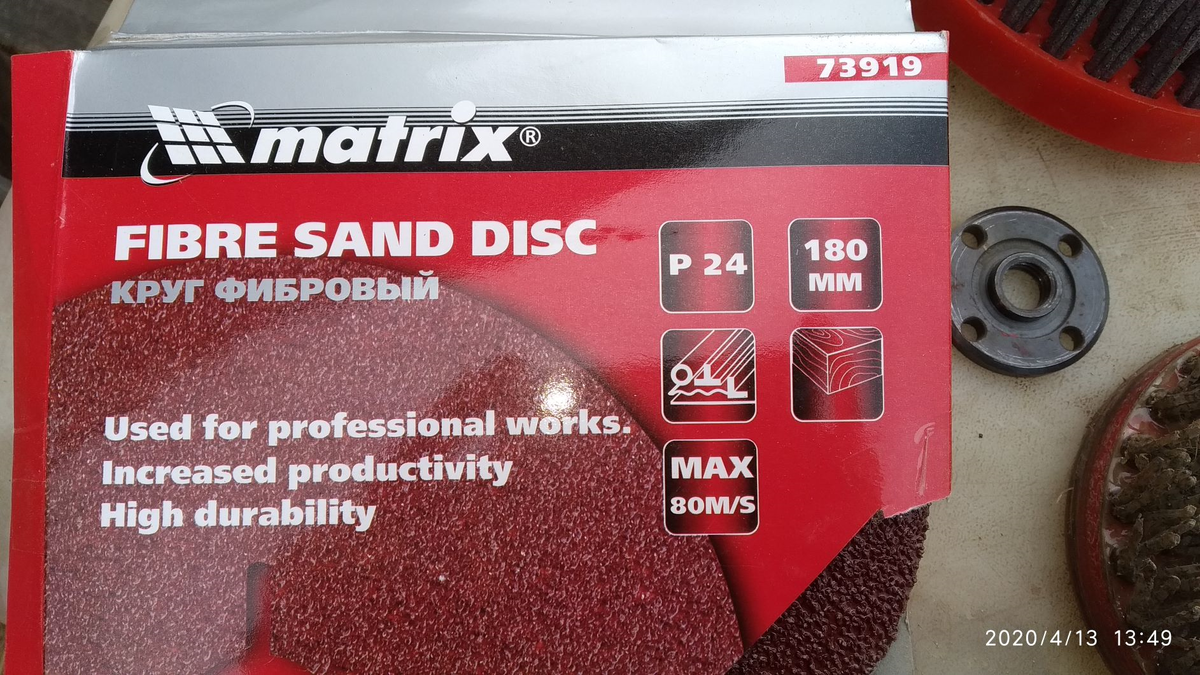 73919
matrix®
FIBRE SAND DISC
КРУГ ФИБРОВЫЙ
P 24
180
MM
Used for professional works.
Increased productivity
High durability
MAX
80M/S
2020/4/13 13:49